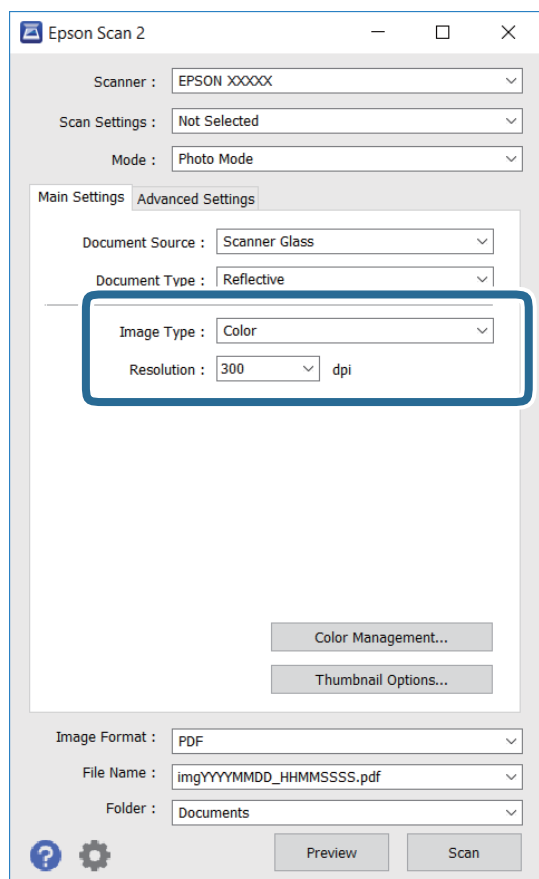 Epson Scan 2
Scanner : EPSON XXXXX
Scan Settings : Not Selected
Mode : Photo Mode
Main Settings Advanced Settings
Document Source : Scanner Glass
Document Type : Reflective
Image Type : Color
Resolution : 300 dpi
Color Management...
Thumbnail Options...
Image Format : PDF
File Name : imgYYYYMMDD_HHMMSSSS.pdf
Folder : Documents
? Preview Scan